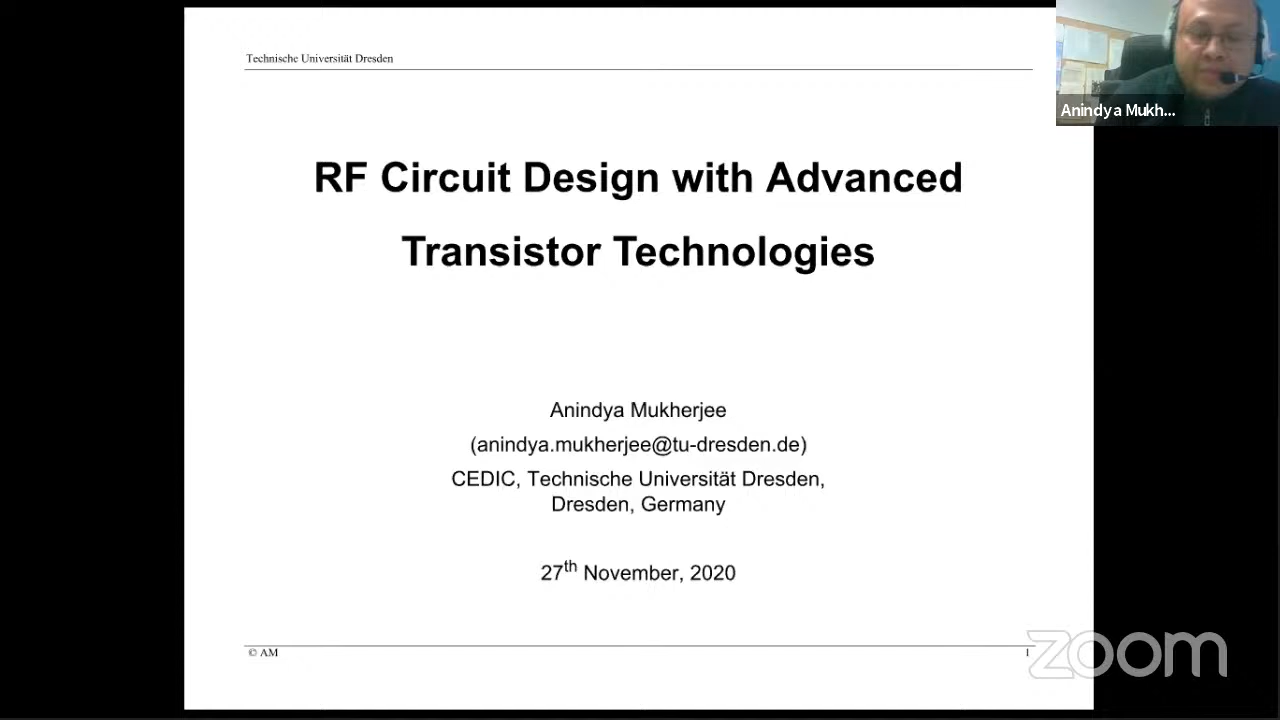 Technische Universität Dresden
Anindya Mukh...
RF Circuit Design with Advanced
Transistor Technologies
Anindya Mukherjee
(anindya.mukherjee@tu-dresden.de)
CEDIC, Technische Universität Dresden,
Dresden, Germany
27th November, 2020
© AM
1
zoom